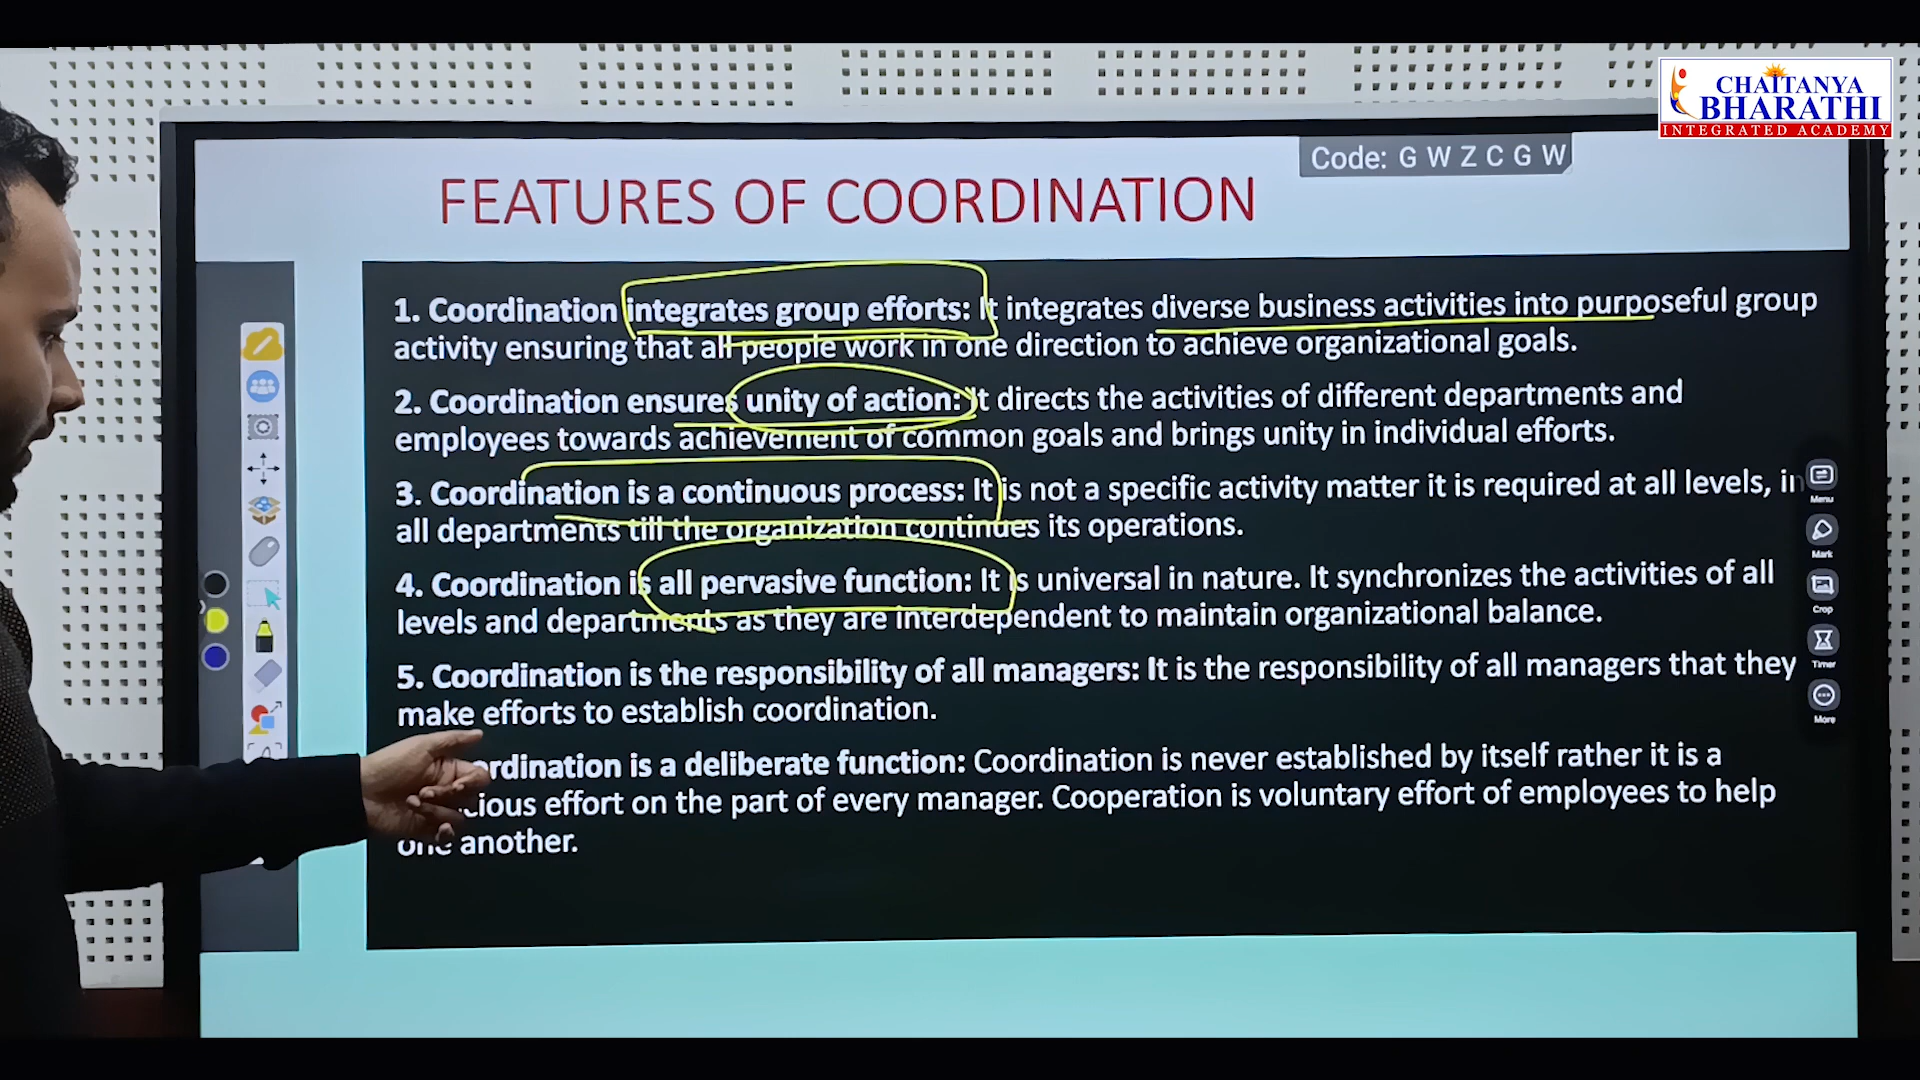 CHAITANYA
BHARATHI
INTEGRATED ACADEMY
Code: G W Z C G W
FEATURES OF COORDINATION
1. Coordination integrates group efforts: It integrates diverse business activities into purposeful group
activity ensuring that all people work in one direction to achieve organizational goals.
2. Coordination ensures unity of action: It directs the activities of different departments and
employees towards achievement of common goals and brings unity in individual efforts.
3. Coordination is a continuous process: It is not a specific activity matter it is required at all levels, in
all departments till the organization continues its operations.
4. Coordination is all pervasive function: It is universal in nature. It synchronizes the activities of all
levels and departments as they are interdependent to maintain organizational balance.
5. Coordination is the responsibility of all managers: It is the responsibility of all managers that they
make efforts to establish coordination.
rdination is a deliberate function: Coordination is never established by itself rather it is a
cious effort on the part of every manager. Cooperation is voluntary effort of employees to help
one another.
Menu
Mark
Crop
Timer
More